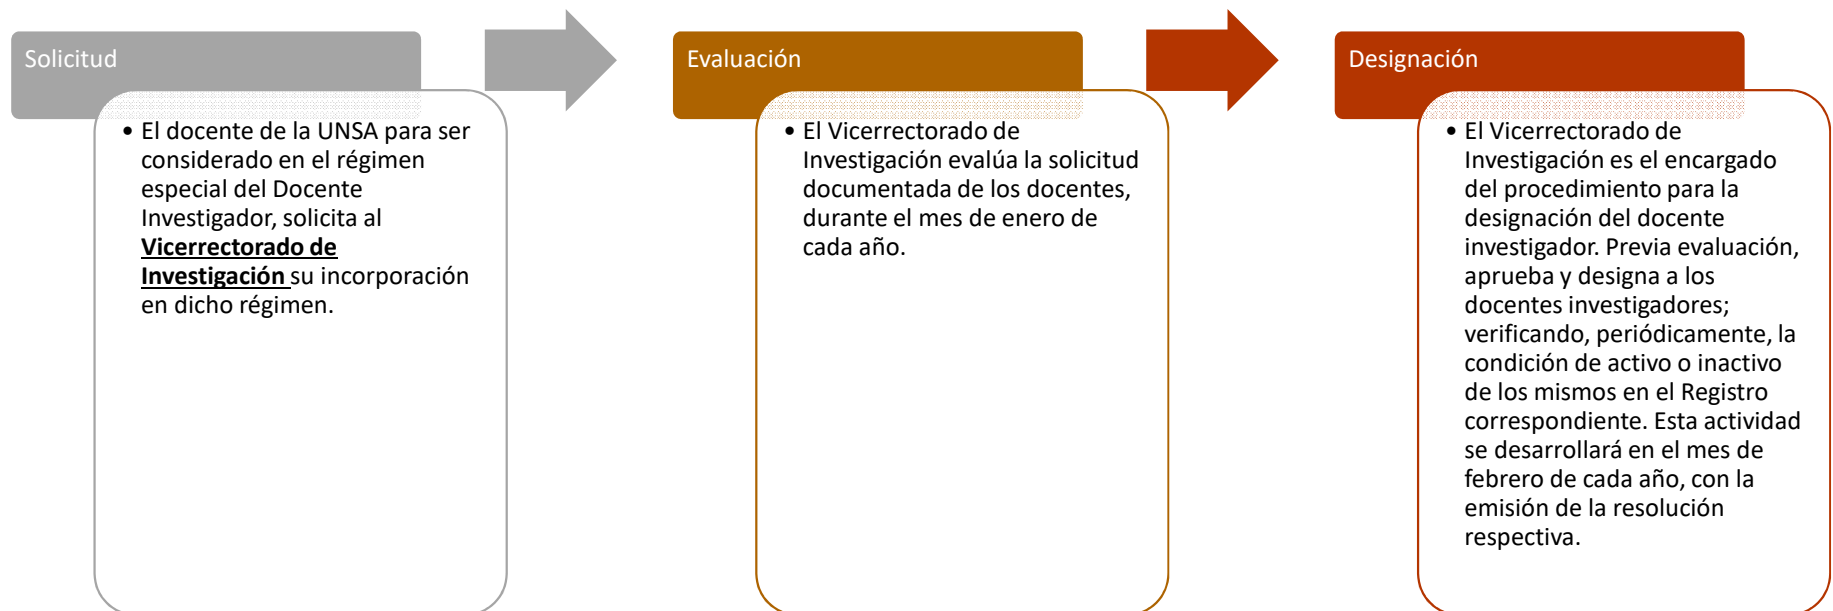 Solicitud
• El docente de la UNSA para ser
considerado en el régimen
especial del Docente
Investigador, solicita al
Vicerrectorado de
Investigación su incorporación
en dicho régimen.
Evaluación
• El Vicerrectorado de
Investigación evalúa la solicitud
documentada de los docentes,
durante el mes de enero de
cada año.
Designación
• El Vicerrectorado de
Investigación es el encargado
del procedimiento para la
designación del docente
investigador. Previa evaluación,
aprueba y designa a los
docentes investigadores;
verificando, periódicamente, la
condición de activo o inactivo
de los mismos en el Registro
correspondiente. Esta actividad
se desarrollará en el mes de
febrero de cada año, con la
emisión de la resolución
respectiva.